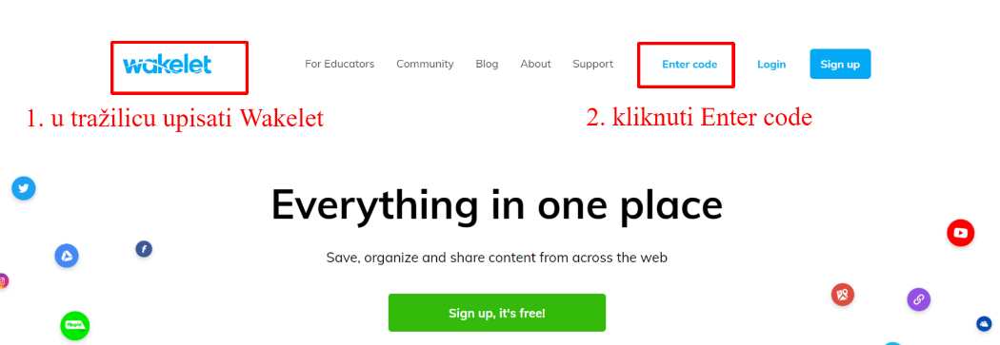 wakelet
For Educators Community Blog About Support Enter code Login Sign up
1. u tražilicu upisati Wakelet
2. kliknuti Enter code
Everything in one place
Save, organize and share content from across the web
Sign up, it's free!